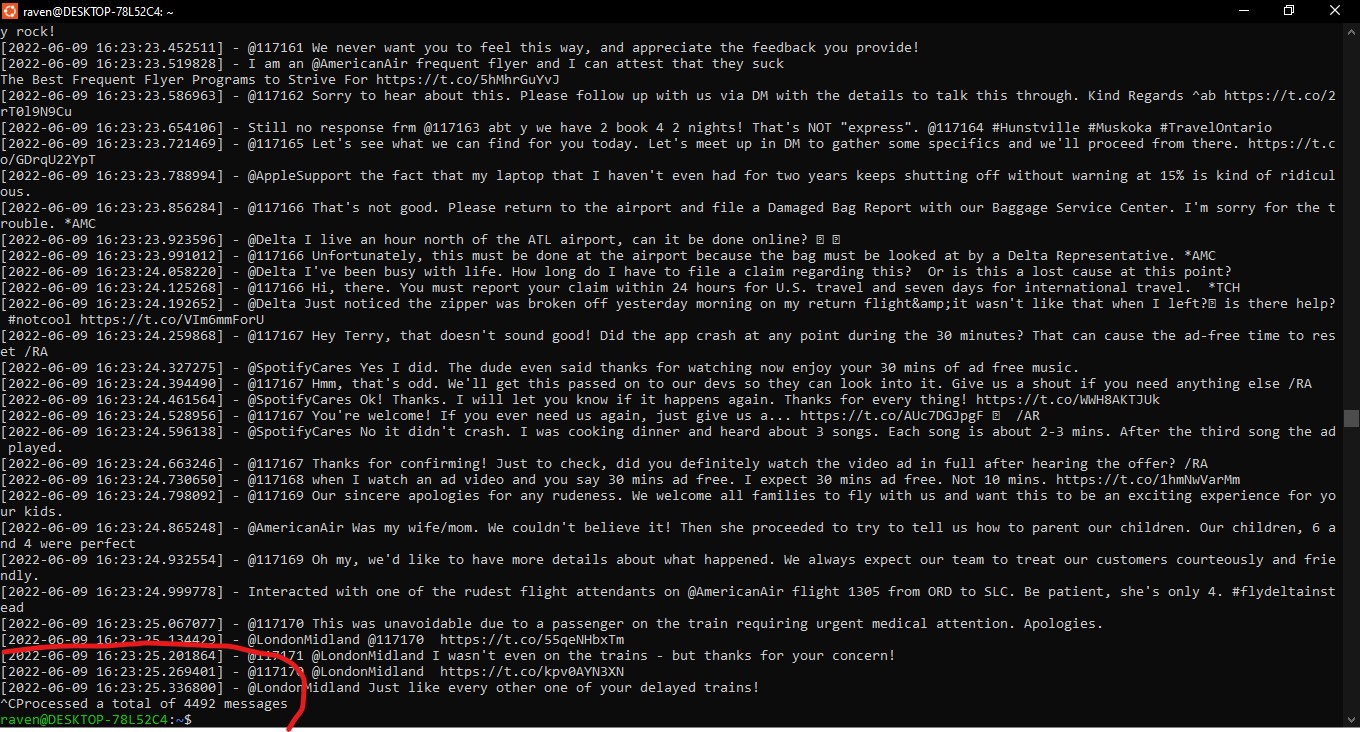 raven@DESKTOP-78L52C4: ~
y rock!
[2022-06-09 16:23:23.452511] - @117161 We never want you to feel this way, and appreciate the feedback you provide!
[2022-06-09 16:23:23.519828] - I am an @AmericanAir frequent flyer and I can attest that they suck
The Best Frequent Flyer Programs to Strive For https://t.co/5hMhrGuYvJ
[2022-06-09 16:23:23.586963] - @117162 Sorry to hear about this. Please follow up with us via DM with the details to talk this through. Kind Regards ^ab https://t.co/2
rT0l9N9Cu
[2022-06-09 16:23:23.654106] - Still no response frm @117163 abt y we have 2 book 4 2 nights! That's NOT "express". @117164 #Hunstville #Muskoka #TravelOntario
[2022-06-09 16:23:23.721469] - @117165 Let's see what we can find for you today. Let's meet up in DM to gather some specifics and we'll proceed from there. https://t.c
o/GDrqU22YpT
[2022-06-09 16:23:23.788994] - @AppleSupport the fact that my laptop that I haven't even had for two years keeps shutting off without warning at 15% is kind of ridicul
ous.
[2022-06-09 16:23:23.856284] - @117166 That's not good. Please return to the airport and file a Damaged Bag Report with our Baggage Service Center. I'm sorry for the t
rouble. *AMC
[2022-06-09 16:23:23.923596] - @Delta I live an hour north of the ATL airport, can it be done online?
[2022-06-09 16:23:23.991012] - @117166 Unfortunately, this must be done at the airport because the bag must be looked at by a Delta Representative. *AMC
[2022-06-09 16:23:24.058220] - @Delta I've been busy with life. How long do I have to file a claim regarding this?  Or is this a lost cause at this point?
[2022-06-09 16:23:24.125268] - @117166 Hi, there. You must report your claim within 24 hours for U.S. travel and seven days for international travel.  *TCH
[2022-06-09 16:23:24.192652] - @Delta Just noticed the zipper was broken off yesterday morning on my return flight&amp;it wasn't like that when I left? is there help?
#notcool https://t.co/VIm6mmForU
[2022-06-09 16:23:24.259868] - @117167 Hey Terry, that doesn't sound good! Did the app crash at any point during the 30 minutes? That can cause the ad-free time to res
et /RA
[2022-06-09 16:23:24.327275] - @SpotifyCares Yes I did. The dude even said thanks for watching now enjoy your 30 mins of ad free music.
[2022-06-09 16:23:24.394490] - @117167 Hmm, that's odd. We'll get this passed on to our devs so they can look into it. Give us a shout if you need anything else /RA
[2022-06-09 16:23:24.461564] - @SpotifyCares Ok! Thanks. I will let you know if it happens again. Thanks for every thing! https://t.co/WWH8AKTJUk
[2022-06-09 16:23:24.528956] - @117167 You're welcome! If you ever need us again, just give us a... https://t.co/AUc7DGJpgF  /AR
[2022-06-09 16:23:24.596138] - @SpotifyCares No it didn't crash. I was cooking dinner and heard about 3 songs. Each song is about 2-3 mins. After the third song the ad
played.
[2022-06-09 16:23:24.663246] - @117167 Thanks for confirming! Just to check, did you definitely watch the video ad in full after hearing the offer? /RA
[2022-06-09 16:23:24.730650] - @117168 when I watch an ad video and you say 30 mins ad free. I expect 30 mins ad free. Not 10 mins. https://t.co/1hmNwVarMm
[2022-06-09 16:23:24.798092] - @117169 Our sincere apologies for any rudeness. We welcome all families to fly with us and want this to be an exciting experience for yo
ur kids.
[2022-06-09 16:23:24.865248] - @AmericanAir Was my wife/mom. We couldn't believe it! Then she proceeded to try to tell us how to parent our children. Our children, 6 a
nd 4 were perfect
[2022-06-09 16:23:24.932554] - @117169 Oh my, we'd like to have more details about what happened. We always expect our team to treat our customers courteously and frie
ndly.
[2022-06-09 16:23:24.999778] - Interacted with one of the rudest flight attendants on @AmericanAir flight 1305 from ORD to SLC. Be patient, she's only 4. #flydeltainst
ead
[2022-06-09 16:23:25.067077] - @117170 This was unavoidable due to a passenger on the train requiring urgent medical attention. Apologies.
[2022-06-09 16:23:25.134429] - @LondonMidland @117170  https://t.co/55qeNHbxTm
[2022-06-09 16:23:25.201864] - @117171 @LondonMidland I wasn't even on the trains - but thanks for your concern!
[2022-06-09 16:23:25.269401] - @117170 @LondonMidland  https://t.co/kpv0AYN3XN
[2022-06-09 16:23:25.336800] - @LondonMidland Just like every other one of your delayed trains!
^CProcessed a total of 4492 messages
raven@DESKTOP-78L52C4:~$